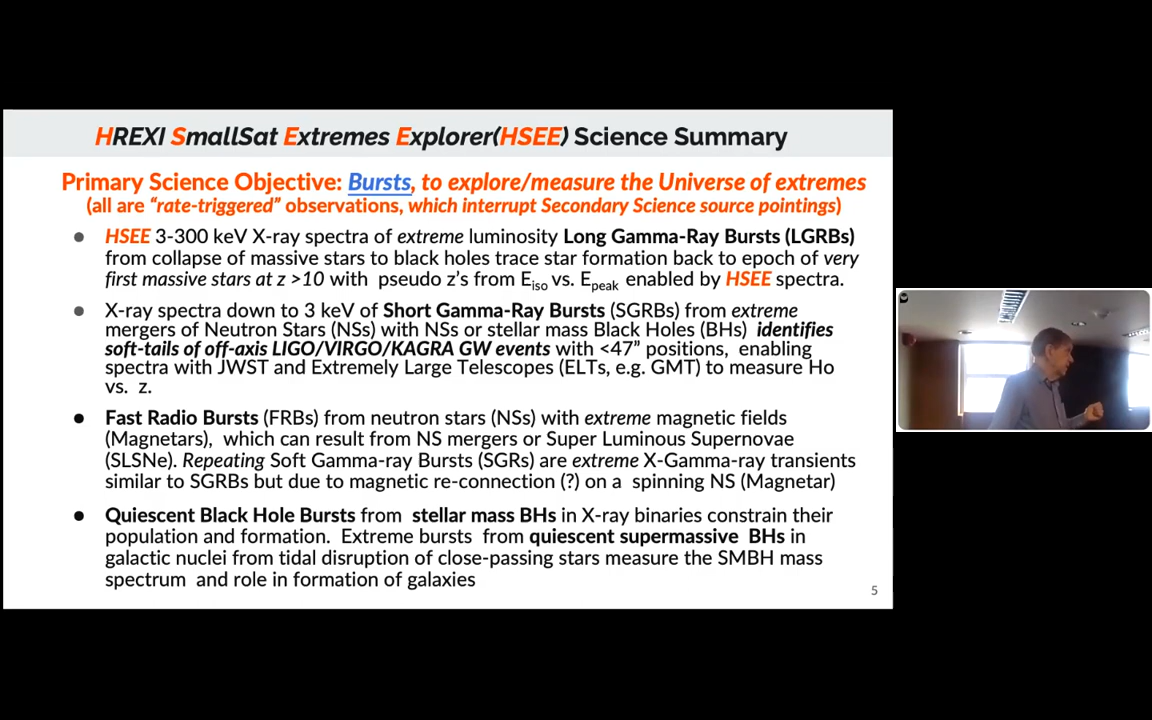 HREXI SmallSat Extremes Explorer(HSEE) Science Summary
Primary Science Objective: Bursts, to explore/measure the Universe of extremes
(all are “rate-triggered” observations, which interrupt Secondary Science source pointings)
● HSEE 3-300 keV X-ray spectra of extreme luminosity Long Gamma-Ray Bursts (LGRBs)
from collapse of massive stars to black holes trace star formation back to epoch of very
first massive stars at z >10 with pseudo z’s from Eiso vs. Epeak enabled by HSEE spectra.
● X-ray spectra down to 3 keV of Short Gamma-Ray Bursts (SGRBs) from extreme
mergers of Neutron Stars (NSs) with NSs or stellar mass Black Holes (BHs) identifies
soft-tails of off-axis LIGO/VIRGO/KAGRA GW events with <47” positions, enabling
spectra with JWST and Extremely Large Telescopes (ELTs, e.g. GMT) to measure Ho
vs. z.
● Fast Radio Bursts (FRBs) from neutron stars (NSs) with extreme magnetic fields
(Magnetars), which can result from NS mergers or Super Luminous Supernovae
(SLSNe). Repeating Soft Gamma-ray Bursts (SGRs) are extreme X-Gamma-ray transients
similar to SGRBs but due to magnetic re-connection (?) on a spinning NS (Magnetar)
● Quiescent Black Hole Bursts from stellar mass BHs in X-ray binaries constrain their
population and formation. Extreme bursts from quiescent supermassive BHs in
galactic nuclei from tidal disruption of close-passing stars measure the SMBH mass
spectrum and role in formation of galaxies
5